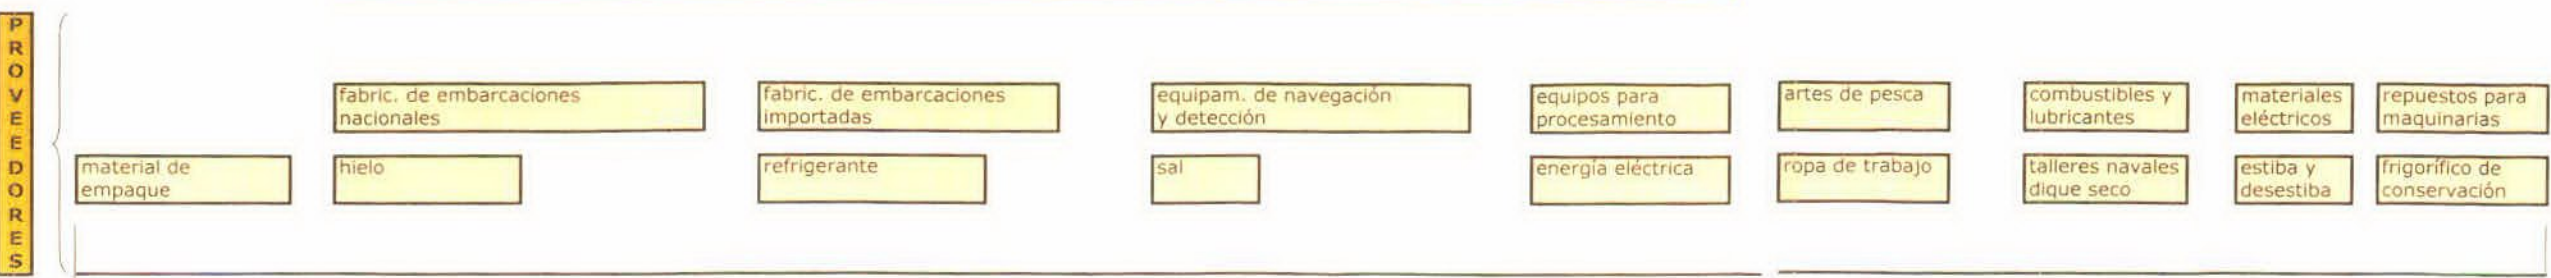 PROVEEDORES
fabric. de embarcaciones
nacionales
fabric. de embarcaciones
importadas
equipam. de navegación
y detección
equipos para
procesamiento
artes de pesca
combustibles y
lubricantes
materiales
eléctricos
repuestos para
maquinarias
material de
empaque
hielo
refrigerante
sal
energía eléctrica
ropa de trabajo
talleres navales
dique seco
estiba y
desestiba
frigorífico de
conservación